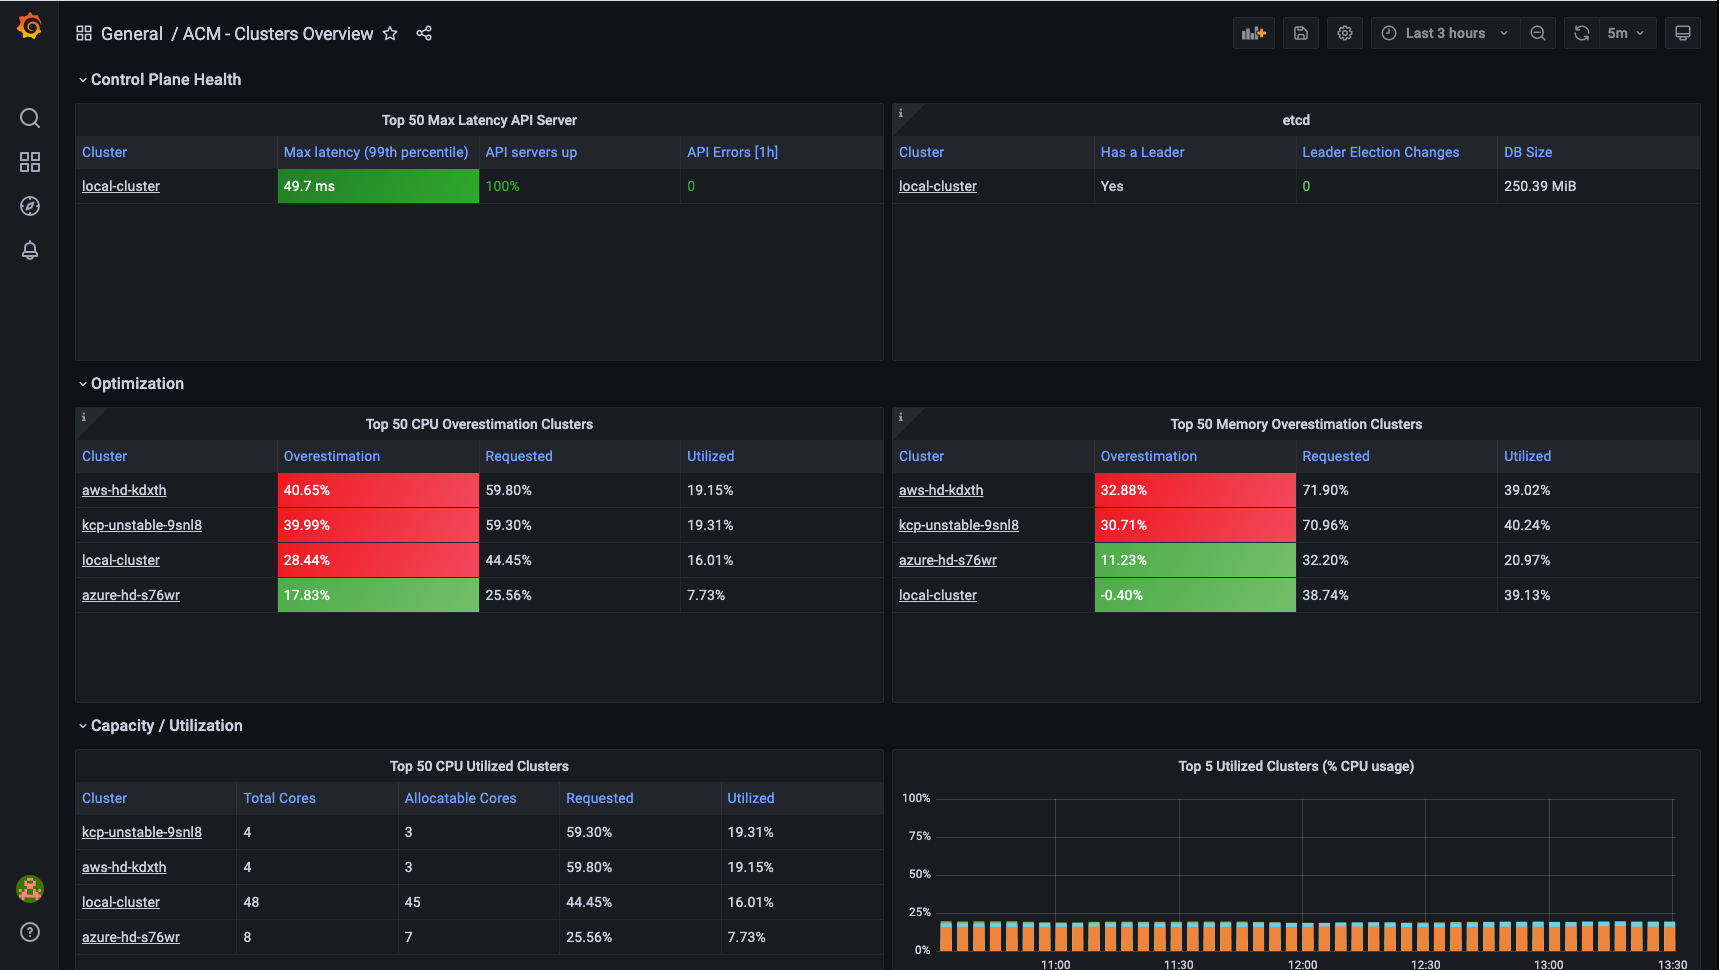 General / ACM - Clusters Overview
Last 3 hours
5m
Control Plane Health
Top 50 Max Latency API Server
Cluster Max latency (99th percentile) API servers up API Errors [1h]
local-cluster 49.7 ms 100% 0
i
etcd
Cluster Has a Leader Leader Election Changes DB Size
local-cluster Yes 0 250.39 MiB
Optimization
i
Top 50 CPU Overestimation Clusters
Cluster Overestimation Requested Utilized
aws-hd-kdxth 40.65% 59.80% 19.15%
kcp-unstable-9snl8 39.99% 59.30% 19.31%
local-cluster 28.44% 44.45% 16.01%
azure-hd-s76wr 17.83% 25.56% 7.73%
i
Top 50 Memory Overestimation Clusters
Cluster Overestimation Requested Utilized
aws-hd-kdxth 32.88% 71.90% 39.02%
kcp-unstable-9snl8 30.71% 70.96% 40.24%
azure-hd-s76wr 11.23% 32.20% 20.97%
local-cluster -0.40% 38.74% 39.13%
Capacity / Utilization
Top 50 CPU Utilized Clusters
Cluster Total Cores Allocatable Cores Requested Utilized
kcp-unstable-9snl8 4 3 59.30% 19.31%
aws-hd-kdxth 4 3 59.80% 19.15%
local-cluster 48 45 44.45% 16.01%
azure-hd-s76wr 8 7 25.56% 7.73%
Top 5 Utilized Clusters (% CPU usage)
100%
75%
50%
25%
0%
11:00 11:30 12:00 12:30 13:00 13:30